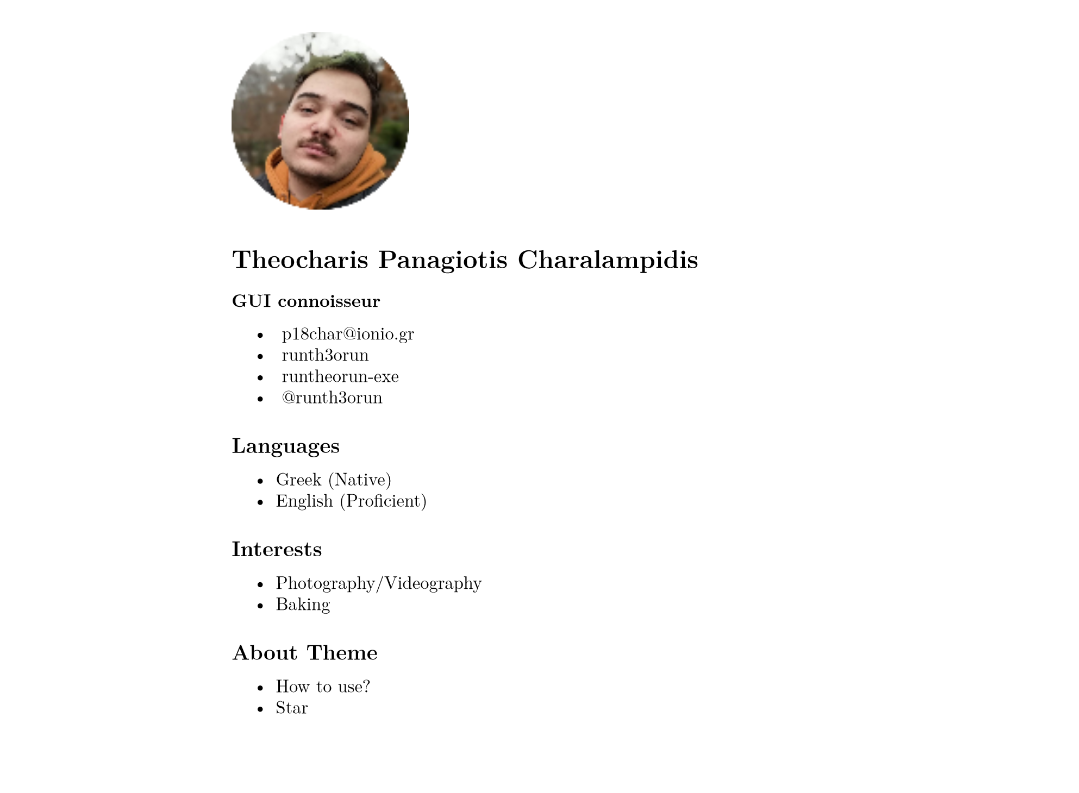 Theocharis Panagiotis Charalampidis
GUI connoisseur
• p18char@ionio.gr
• runth3orun
• runtheorun-exe
• @runth3orun
Languages
• Greek (Native)
• English (Proficient)
Interests
• Photography/Videography
• Baking
About Theme
• How to use?
• Star